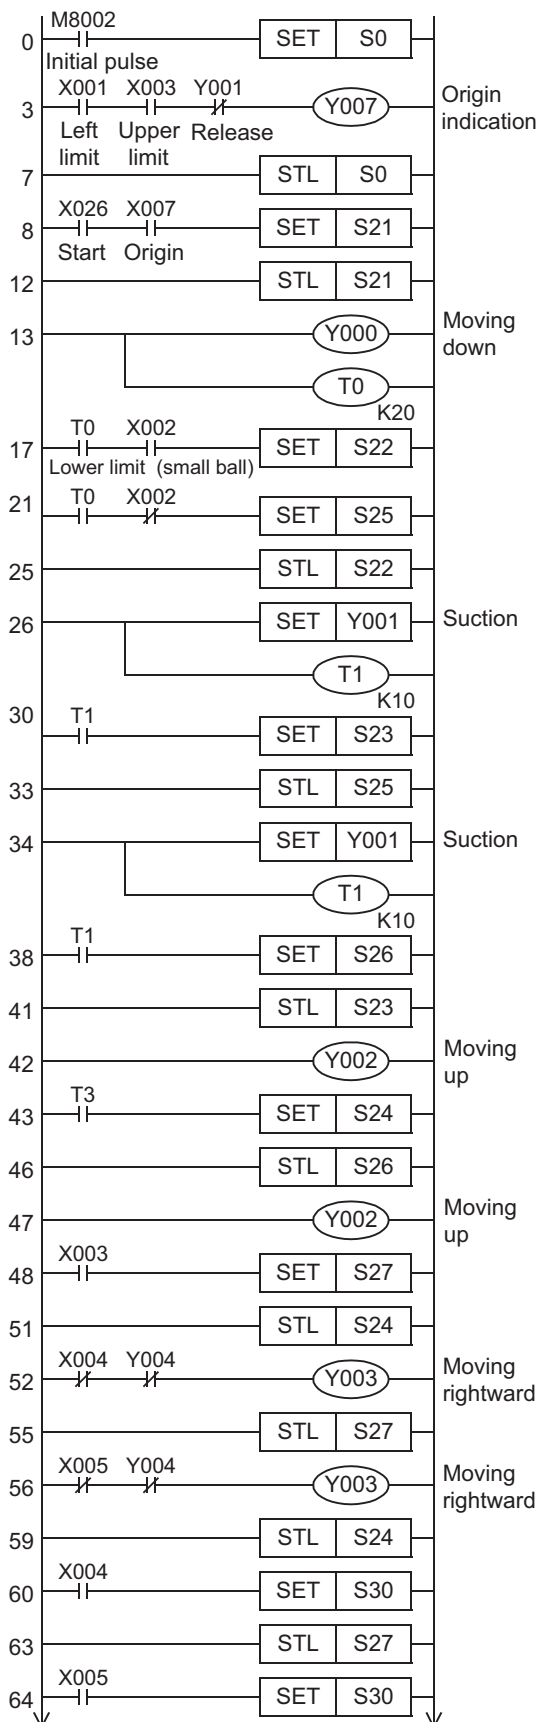 M8002
0 SET S0
Initial pulse
X001 X003 Y001
3 Y007 Origin indication
Left limit Upper limit Release
7 STL S0
X026 X007
8 SET S21
Start Origin
12 STL S21
13 Y000 Moving down
T0
K20
T0 X002
17 SET S22
Lower limit (small ball)
T0 X002
21 SET S25
25 STL S22
26 SET Y001 Suction
T1
K10
T1
30 SET S23
33 STL S25
34 SET Y001 Suction
T1
K10
T1
38 SET S26
41 STL S23
42 Y002 Moving up
T3
43 SET S24
46 STL S26
47 Y002 Moving up
X003
48 SET S27
51 STL S24
X004 Y004
52 Y003 Moving rightward
55 STL S27
X005 Y004
56 Y003 Moving rightward
59 STL S24
X004
60 SET S30
63 STL S27
X005
64 SET S30